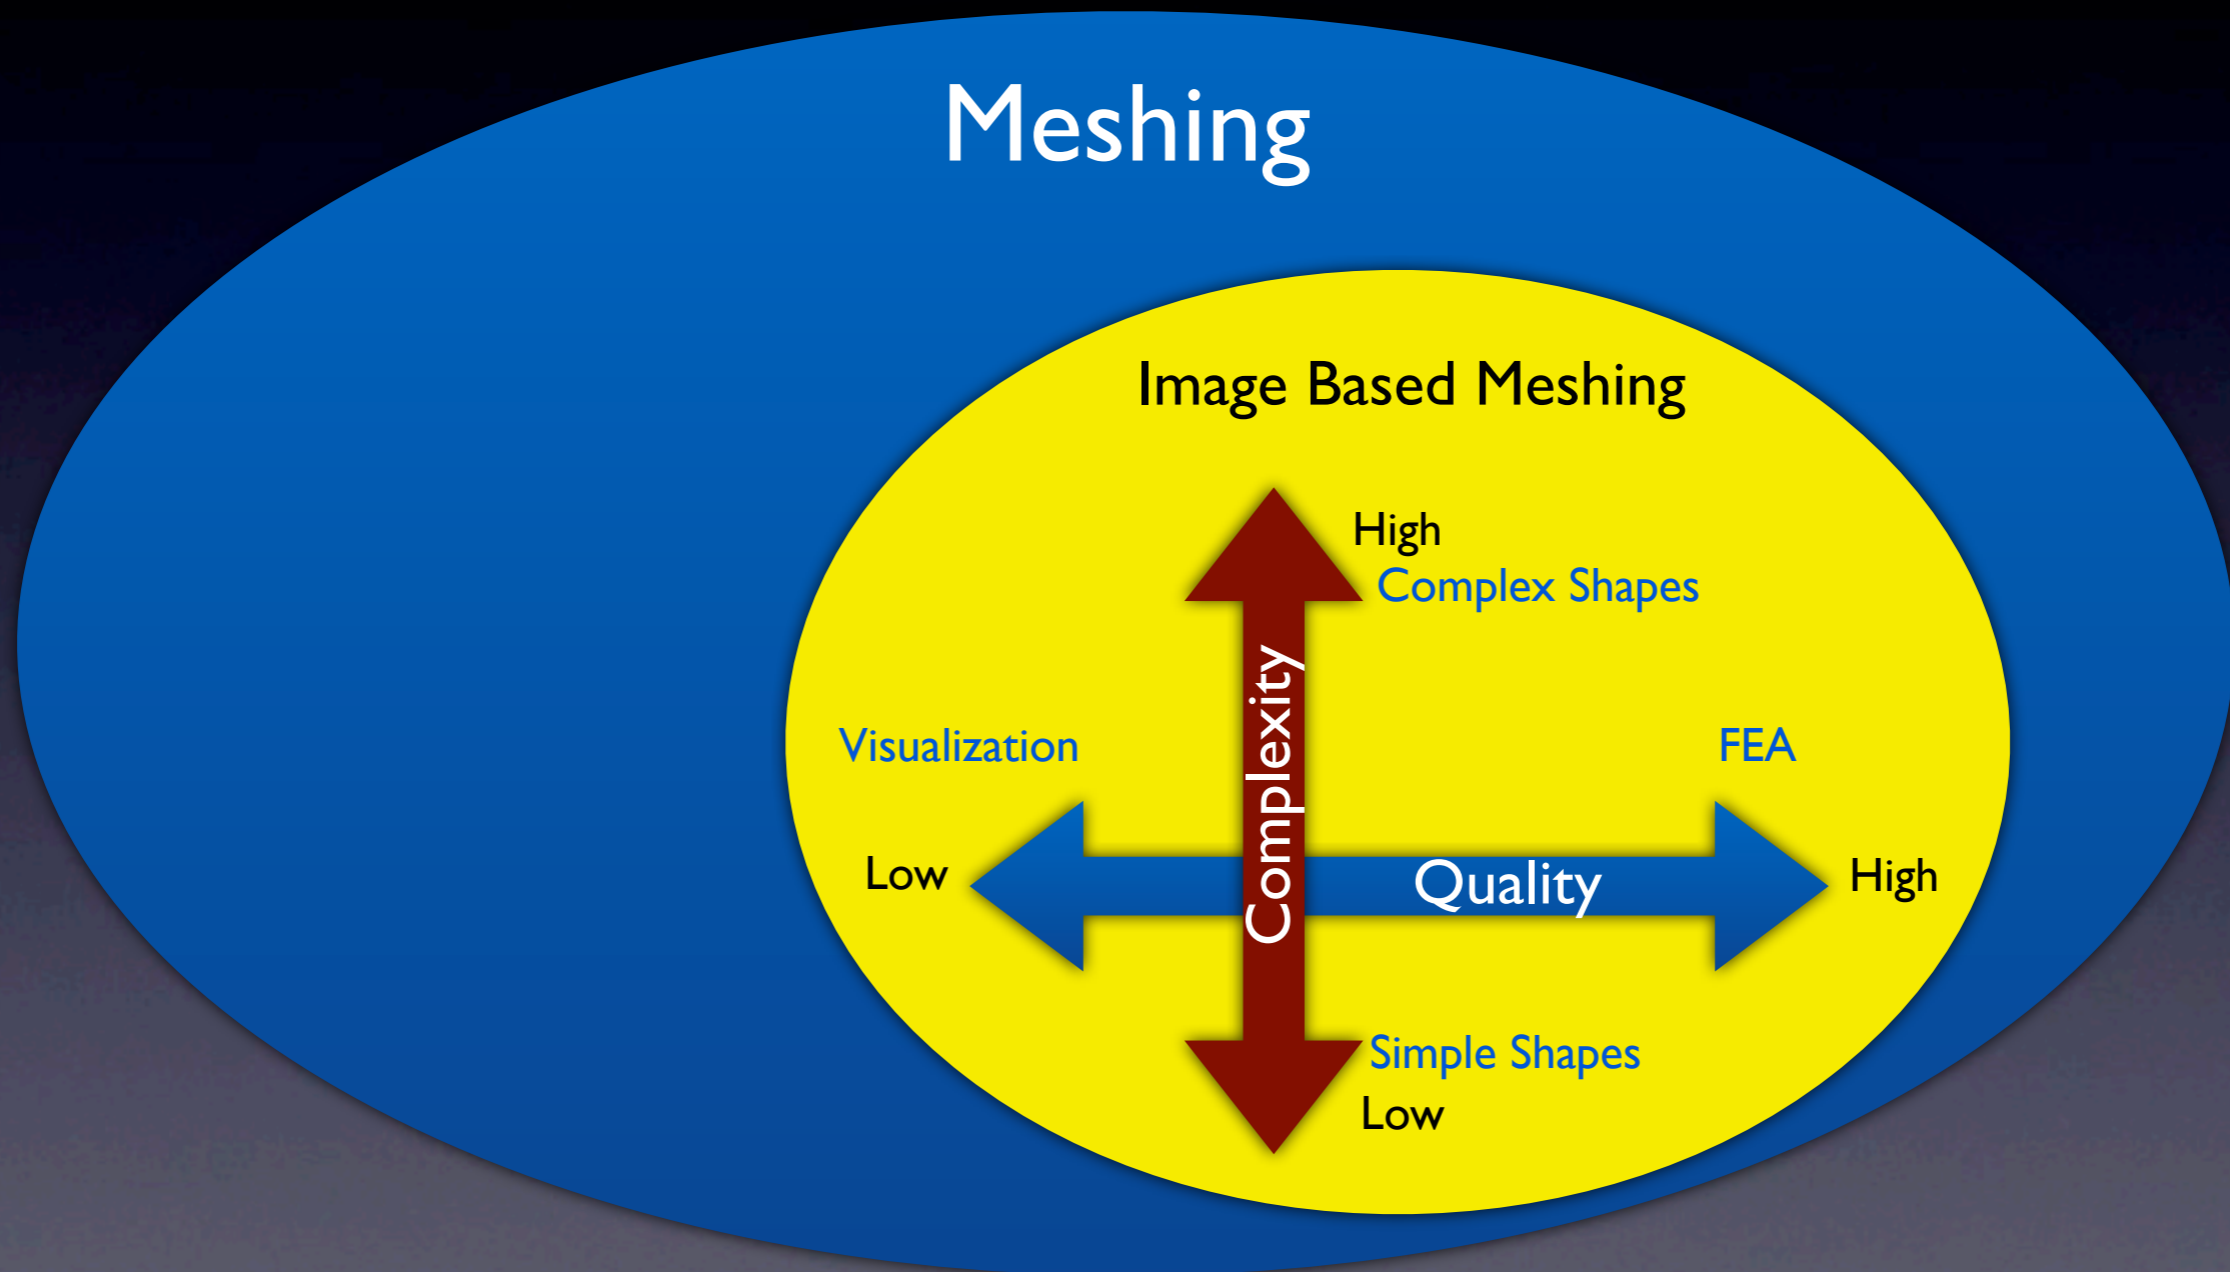 Meshing
Image Based Meshing
High
Complex Shapes
Complexity
Visualization
FEA
Low
Quality
High
Simple Shapes
Low